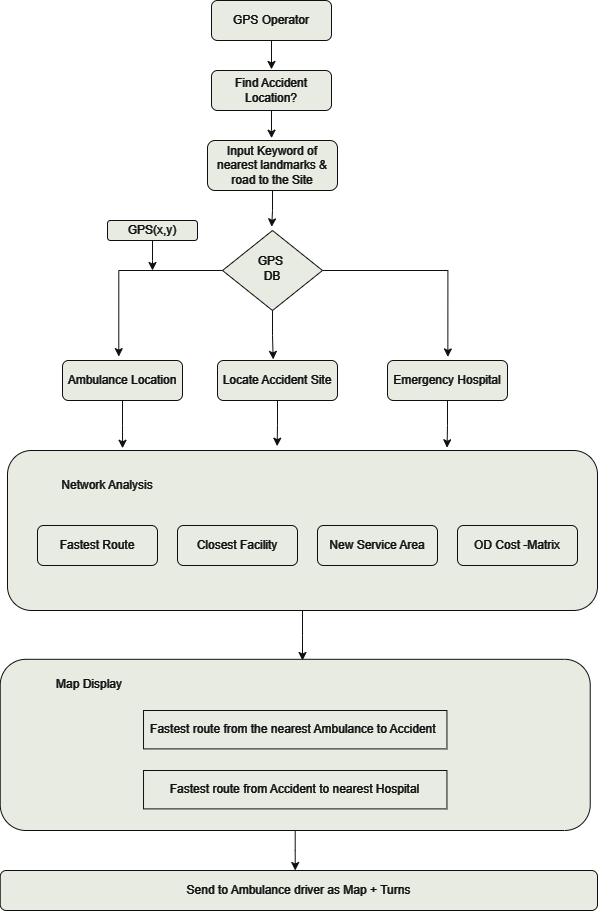 GPS Operator
Find Accident
Location?
Input Keyword of
nearest landmarks &
road to the Site
GPS(x,y)
GPS
DB
Ambulance Location
Locate Accident Site
Emergency Hospital
Network Analysis
Fastest Route
Closest Facility
New Service Area
OD Cost -Matrix
Map Display
Fastest route from the nearest Ambulance to Accident
Fastest route from Accident to nearest Hospital
Send to Ambulance driver as Map + Turns